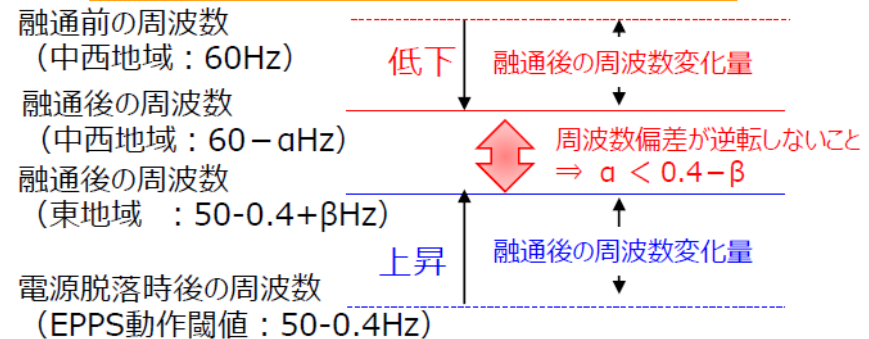 融通前の周波数
（中西地域：60Hz）
低下
融通後の周波数変化量
融通後の周波数
（中西地域：60－αHz）
周波数偏差が逆転しないこと
⇒ α ＜ 0.4－β
融通後の周波数
（東地域　：50-0.4+βHz）
上昇
融通後の周波数変化量
電源脱落時後の周波数
（EPPS動作閾値：50-0.4Hz）